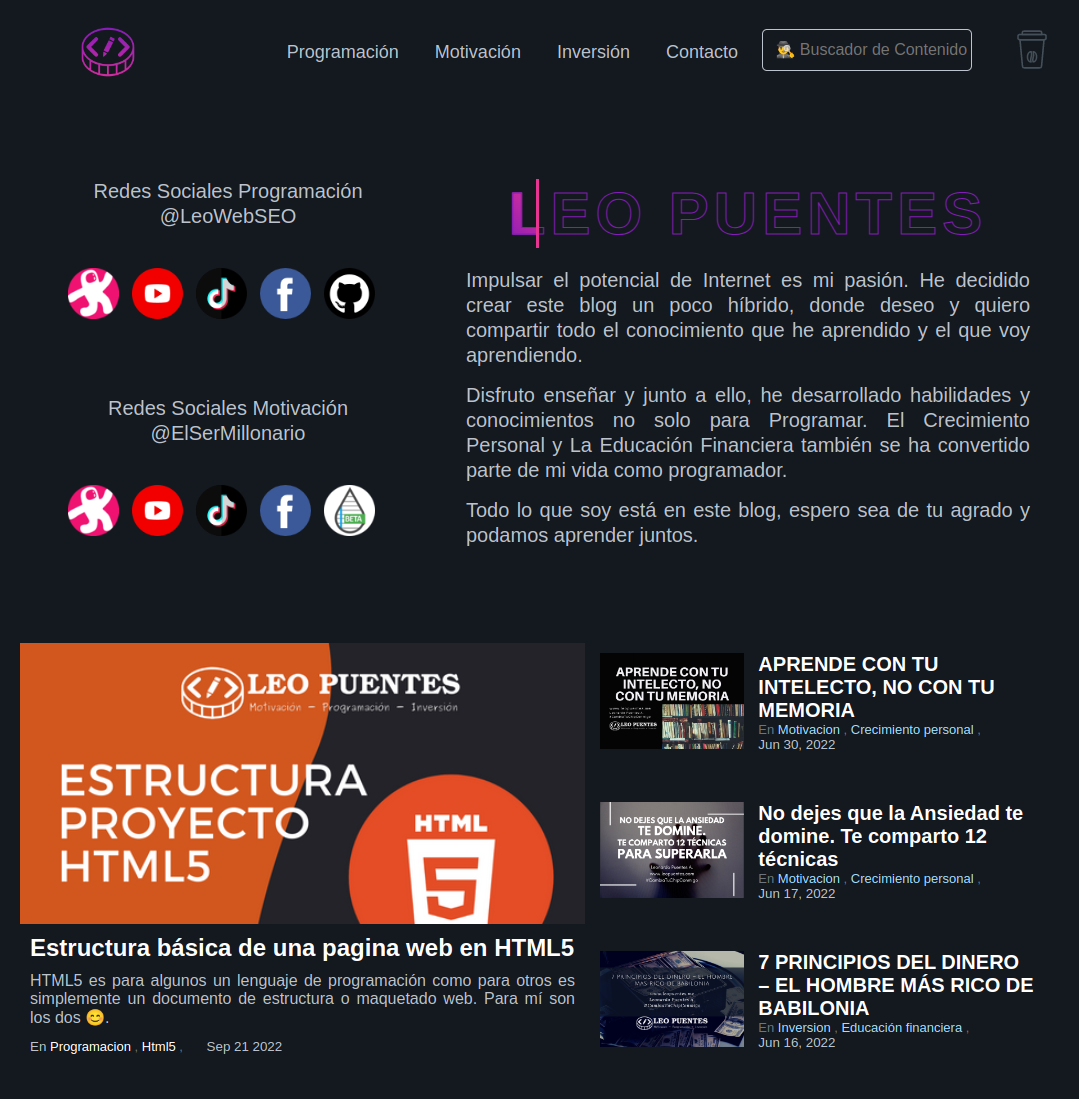 Programación Motivación Inversión Contacto 🕵️ Buscador de Contenido
Redes Sociales Programación
@LeoWebSEO
Redes Sociales Motivación
@ElSerMillonario
BETA
LEO PUENTES
Impulsar el potencial de Internet es mi pasión. He decidido
crear este blog un poco híbrido, donde deseo y quiero
compartir todo el conocimiento que he aprendido y el que voy
aprendiendo.
Disfruto enseñar y junto a ello, he desarrollado habilidades y
conocimientos no solo para Programar. El Crecimiento
Personal y La Educación Financiera también se ha convertido
parte de mi vida como programador.
Todo lo que soy está en este blog, espero sea de tu agrado y
podamos aprender juntos.
LEO PUENTES
Motivación – Programación – Inversión
ESTRUCTURA
PROYECTO
HTML5
HTML
5
Estructura básica de una pagina web en HTML5
HTML5 es para algunos un lenguaje de programación como para otros es
simplemente un documento de estructura o maquetado web. Para mí son
los dos 😊.
En Programacion , Html5 , Sep 21 2022
APRENDE CON TU
INTELECTO, NO
CON TU MEMORIA
LEO PUENTES
APRENDE CON TU
INTELECTO, NO CON TU
MEMORIA
En Motivacion , Crecimiento personal ,
Jun 30, 2022
NO DEJES QUE LA ANSIEDAD
TE DOMINE.
TE COMPARTO 12 TÉCNICAS
PARA SUPERARLA
Leonardo Puentes A.
www.leopuentes.com
#CambiaTuChipConmigo
No dejes que la Ansiedad te
domine. Te comparto 12
técnicas
En Motivacion , Crecimiento personal ,
Jun 17, 2022
7 PRINCIPIOS DEL DINERO – EL HOMBRE
MÁS RICO DE BABILONIA
LEO PUENTES
7 PRINCIPIOS DEL DINERO
– EL HOMBRE MÁS RICO DE
BABILONIA
En Inversion , Educación financiera ,
Jun 16, 2022